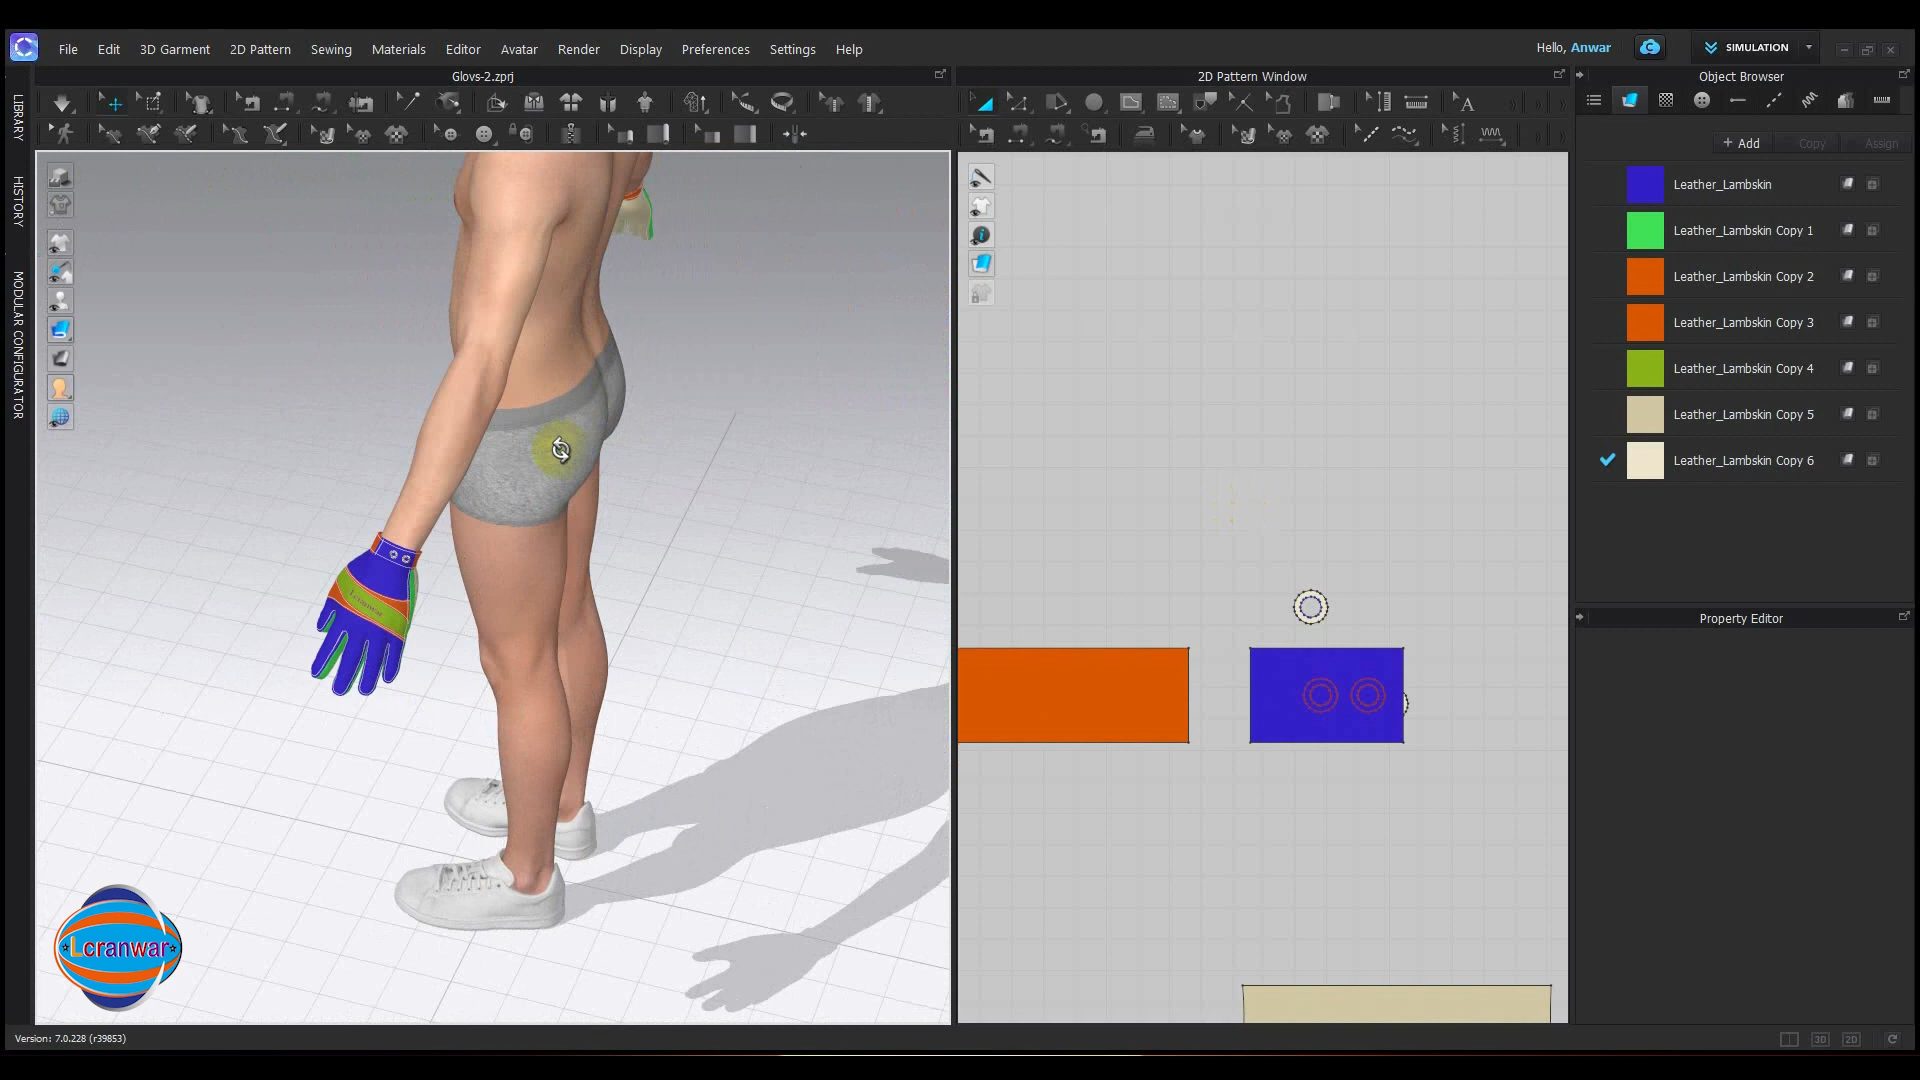 File Edit 3D Garment 2D Pattern Sewing Materials Editor Avatar Render Display Preferences Settings Help
Hello, Anwar
SIMULATION
Glovs-2.zprj
2D Pattern Window
Object Browser
LIBRARY
HISTORY
MODULAR CONFIGURATOR
+ Add
Copy
Assign
Leather_Lambskin
Leather_Lambskin Copy 1
Leather_Lambskin Copy 2
Leather_Lambskin Copy 3
Leather_Lambskin Copy 4
Leather_Lambskin Copy 5
Leather_Lambskin Copy 6
Property Editor
Lcranwar
Lcranwar
Version: 7.0.228 (r39853)
3D
2D